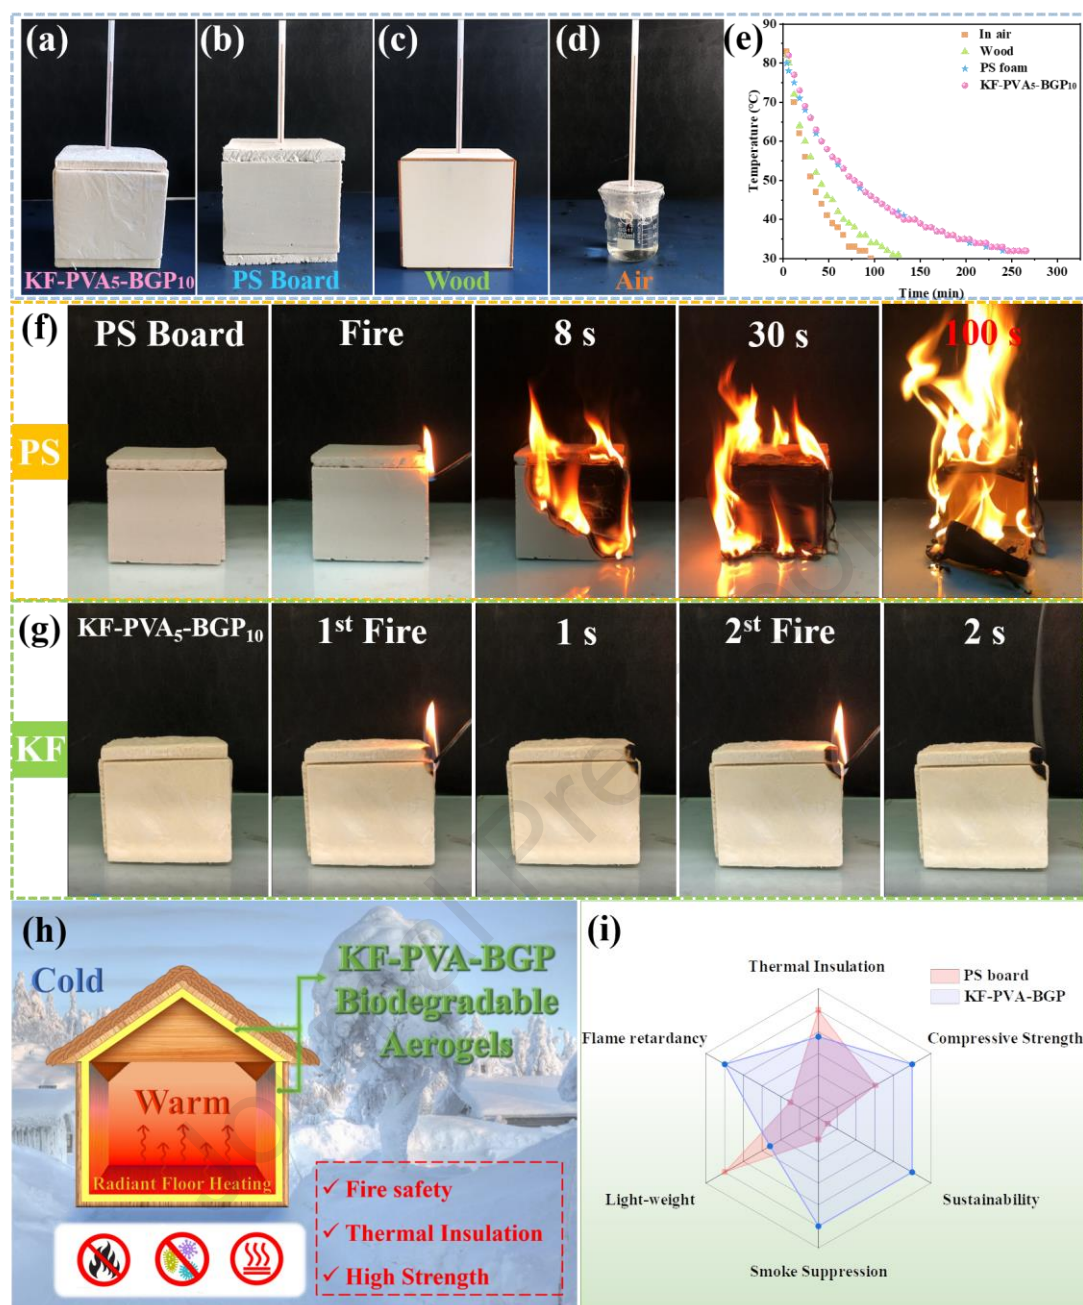 (a)
KF-PVA5-BGP10
(b)
PS Board
(c)
Wood
(d)
Air
(e)
Temperature (°C)
90
80
70
60
50
40
30
0 50 100 150 200 250 300
Time (min)
In air
Wood
PS foam
KF-PVA5-BGP10
(f)
PS
PS Board
Fire
8 s
30 s
100 s
(g)
KF
KF-PVA5-BGP10
1st Fire
1 s
2st Fire
2 s
(h)
Cold
KF-PVA-BGP
Biodegradable
Aerogels
Warm
Radiant Floor Heating
✓ Fire safety
✓ Thermal Insulation
✓ High Strength
(i)
Thermal Insulation
PS board
KF-PVA-BGP
Flame retardancy
Compressive Strength
Light-weight
Sustainability
Smoke Suppression